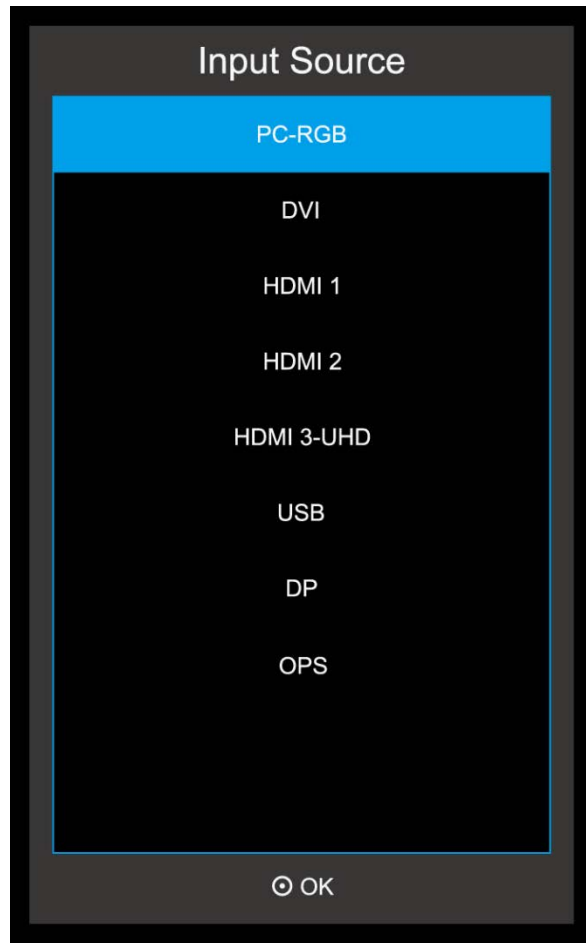 Input Source
PC-RGB
DVI
HDMI 1
HDMI 2
HDMI 3-UHD
USB
DP
OPS
OK